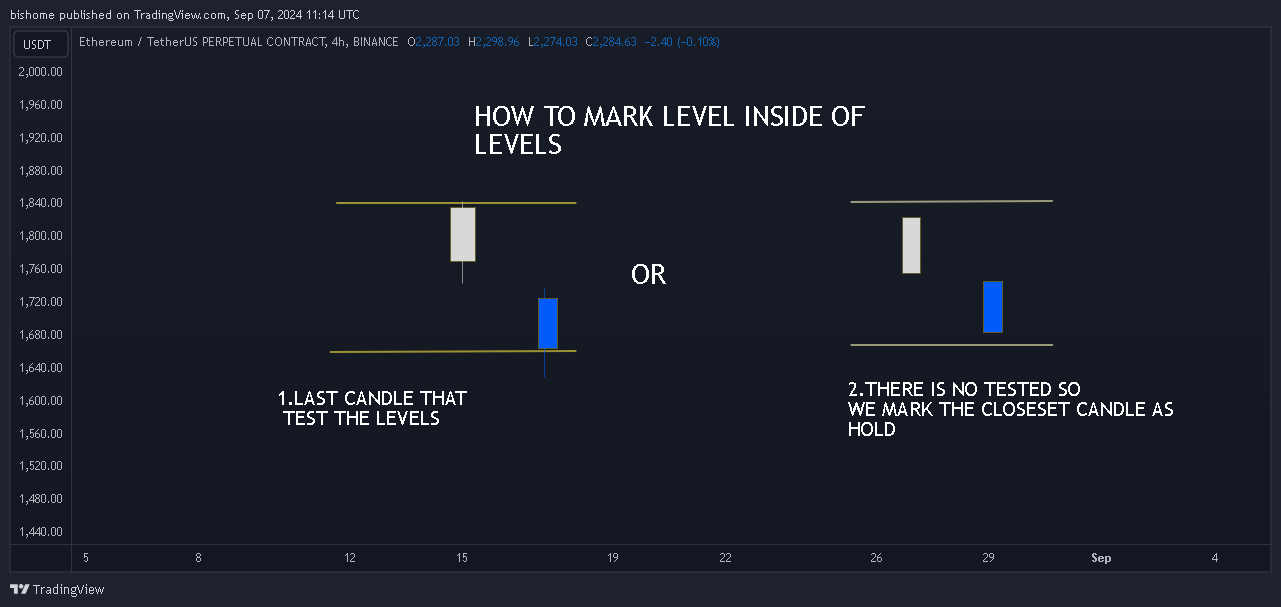 bishome published on TradingView.com, Sep 07, 2024 11:14 UTC
USDT
Ethereum / TetherUS PERPETUAL CONTRACT, 4h, BINANCE O2,287.03 H2,298.96 L2,274.03 C2,284.63 −2.40 (−0.10%)
2,000.00
1,960.00
1,920.00
1,880.00
1,840.00
1,800.00
1,760.00
1,720.00
1,680.00
1,640.00
1,600.00
1,560.00
1,520.00
1,480.00
1,440.00
HOW TO MARK LEVEL INSIDE OF
LEVELS
OR
1.LAST CANDLE THAT
TEST THE LEVELS
2.THERE IS NO TESTED SO
WE MARK THE CLOSESET CANDLE AS
HOLD
5 8 12 15 19 22 26 29 Sep 4
TradingView